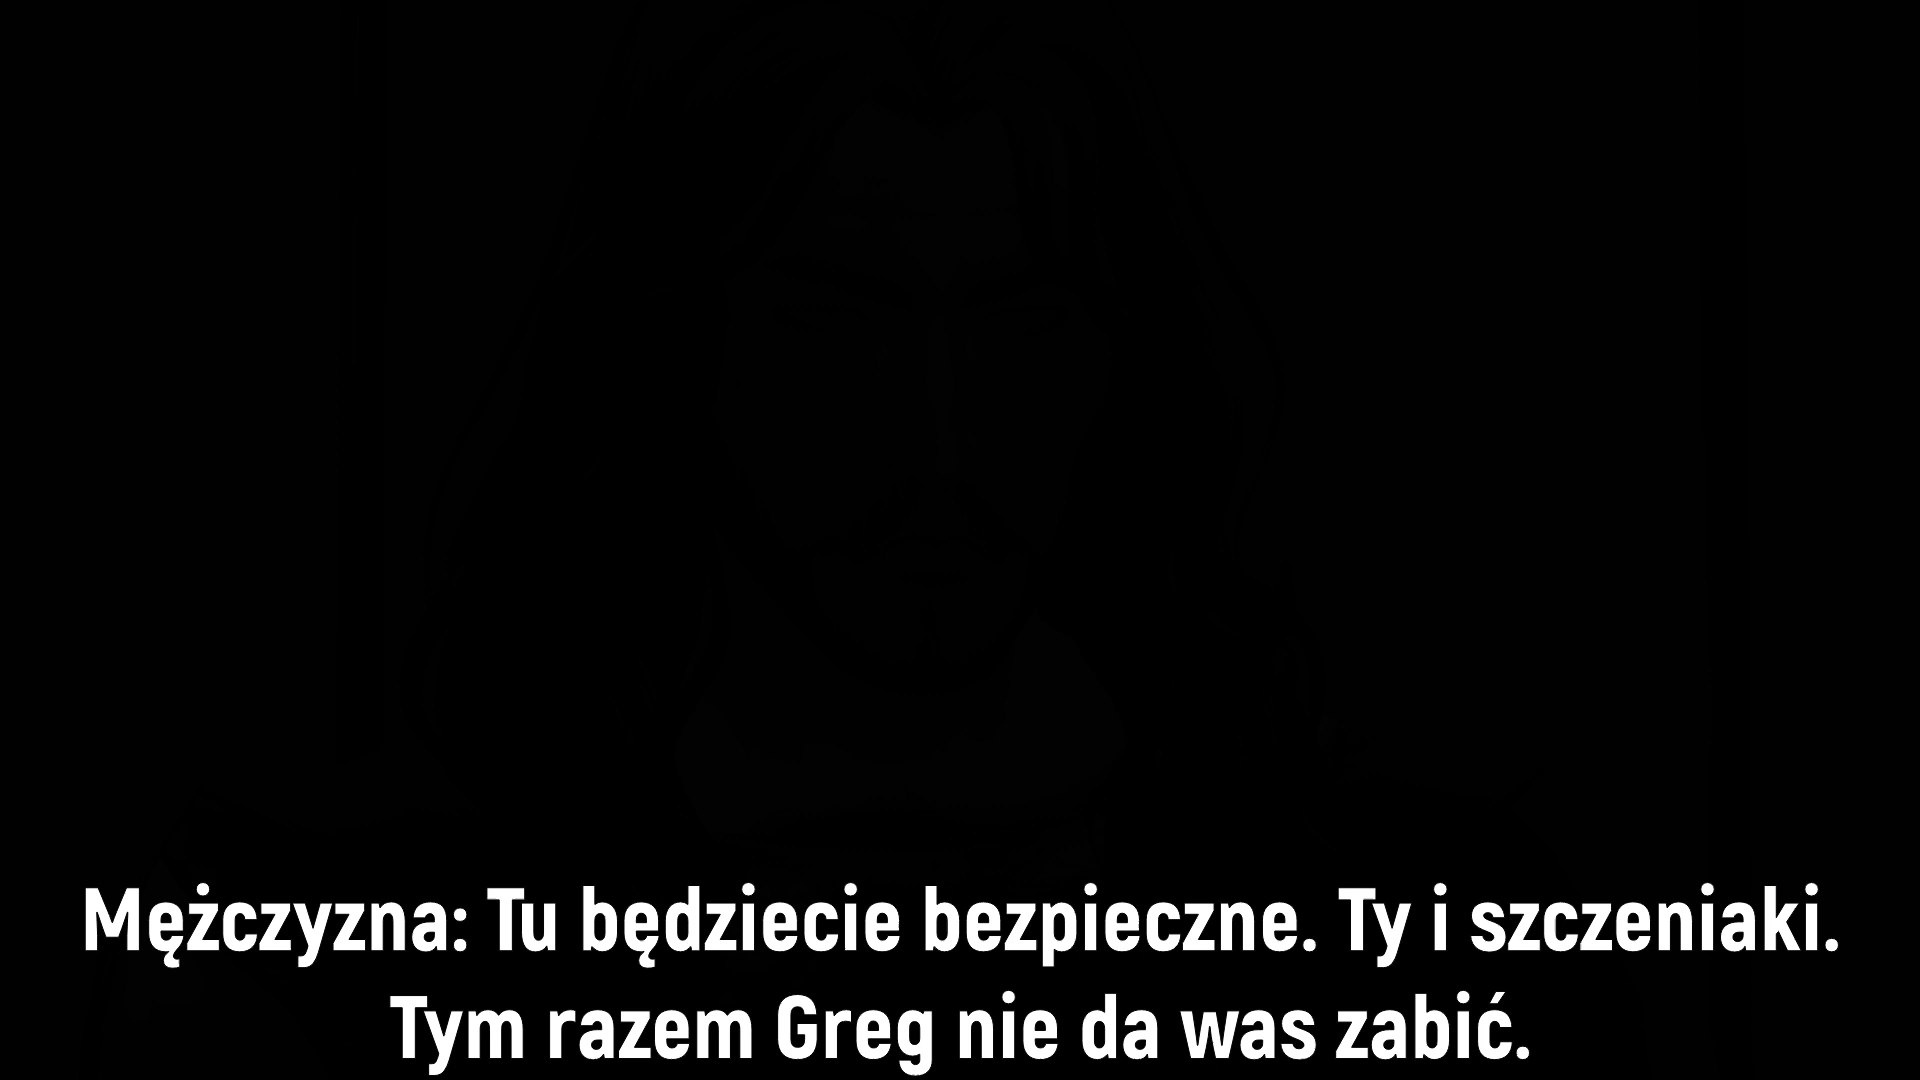 Mężczyzna: Tu będziecie bezpieczne. Ty i szczeniaki.
Tym razem Greg nie da was zabić.